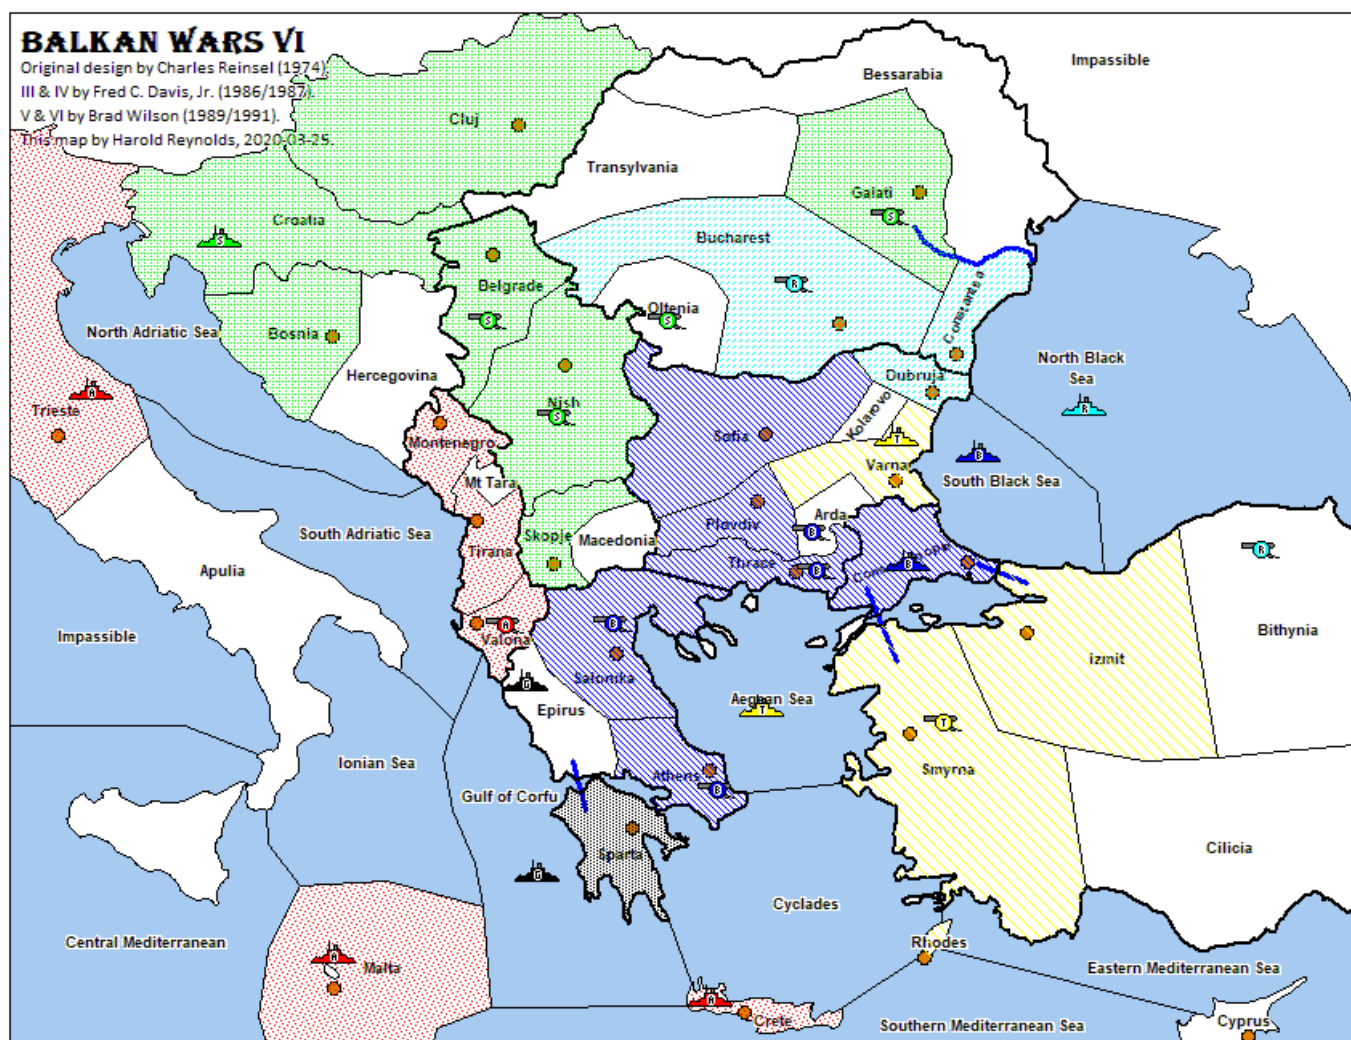 BALKAN WARS VI
Original design by Charles Reinsel (1974)
III & IV by Fred C. Davis, Jr. (1986/1987).
V & VI by Brad Wilson (1989/1991).
This map by Harold Reynolds, 2020-03-25.
Impassible
Bessarabia
Cluj
Transylvania
Galati
S
Croatia
S
Bucharest
Constanta
Belgrade
R
Oltenia
S
S
North Adriatic Sea
Bosnia
Hercegovina
North Black
Sea
Dubruja
R
A
Trieste
Nish
S
Kolarovo
Montenegro
Sofia
T
B
Varna
South Black Sea
Mt Tara
Plovdiv
Arda
B
South Adriatic Sea
Skopje
Macedonia
Tirana
Thrace
B
B
R
Apulia
Impassible
A
Valona
B
Bithynia
izmit
Salonika
G
Epirus
Aegean Sea
T
T
Ionian Sea
Smyrna
Athens
B
Gulf of Corfu
Cilicia
Sparta
G
Cyclades
Central Mediterranean
Rhodes
A
Malta
Eastern Mediterranean Sea
A
Crete
Southern Mediterranean Sea
Cyprus